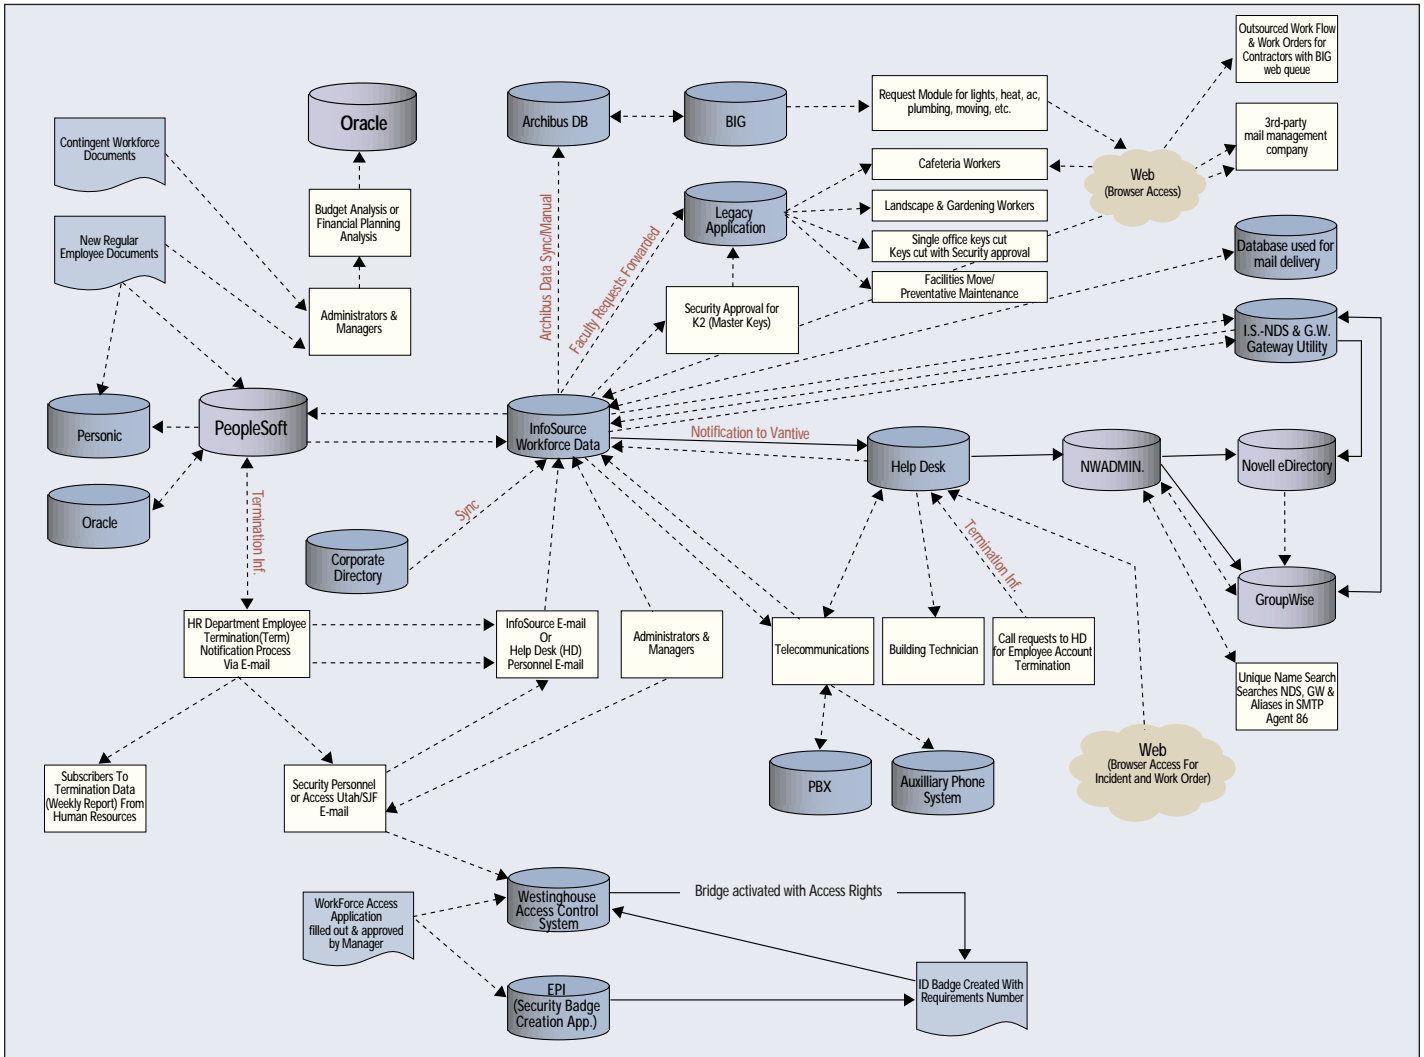 Outsourced Work Flow
& Work Orders for
Contractors with BIG
web queue
Oracle
Archibus DB
BIG
Request Module for lights, heat, ac,
plumbing, moving, etc.
3rd-party
mail management
company
Contingent Workforce
Documents
Cafeteria Workers
Web
(Browser Access)
Budget Analysis or
Financial Planning
Analysis
Archibus Data Sync/Manual
Faculty Requests Forwarded
Legacy
Application
Landscape & Gardening Workers
New Regular
Employee Documents
Single office keys cut
Keys cut with Security approval
Database used for
mail delivery
Facilities Move/
Preventative Maintenance
Administrators &
Managers
Security Approval for
K2 (Master Keys)
I.S.-NDS & G.W.
Gateway Utility
Personic
PeopleSoft
InfoSource
Workforce Data
Notification to Vantive
Help Desk
NWADMIN.
Novell eDirectory
Oracle
Termination Inf.
Sync
Corporate
Directory
Termination Inf.
GroupWise
HR Department Employee
Termination(Term)
Notification Process
Via E-mail
InfoSource E-mail
Or
Help Desk (HD)
Personnel E-mail
Administrators &
Managers
Telecommunications
Building Technician
Call requests to HD
for Employee Account
Termination
Unique Name Search
Searches NDS, GW &
Aliases in SMTP
Agent 86
Subscribers To
Termination Data
(Weekly Report) From
Human Resources
Security Personnel
or Access Utah/SJF
E-mail
PBX
Auxilliary Phone
System
Web
(Browser Access For
Incident and Work Order)
WorkForce Access
Application
filled out & approved
by Manager
Westinghouse
Access Control
System
Bridge activated with Access Rights
EPI
(Security Badge
Creation App.)
ID Badge Created With
Requirements Number